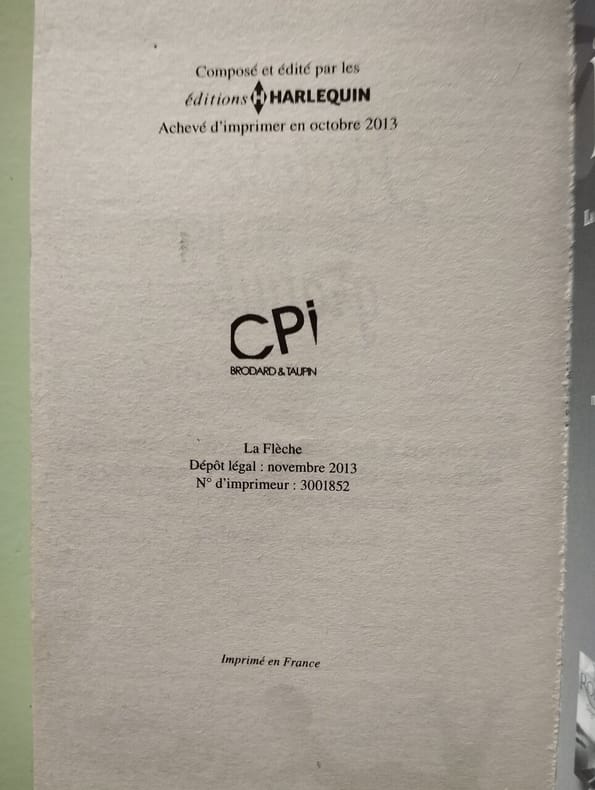 Composé et édité par les
éditions HARLEQUIN
Achevé d'imprimer en octobre 2013
CPi
BRODARD & TAUPIN
La Flèche
Dépôt légal : novembre 2013
N° d'imprimeur : 3001852
Imprimé en France